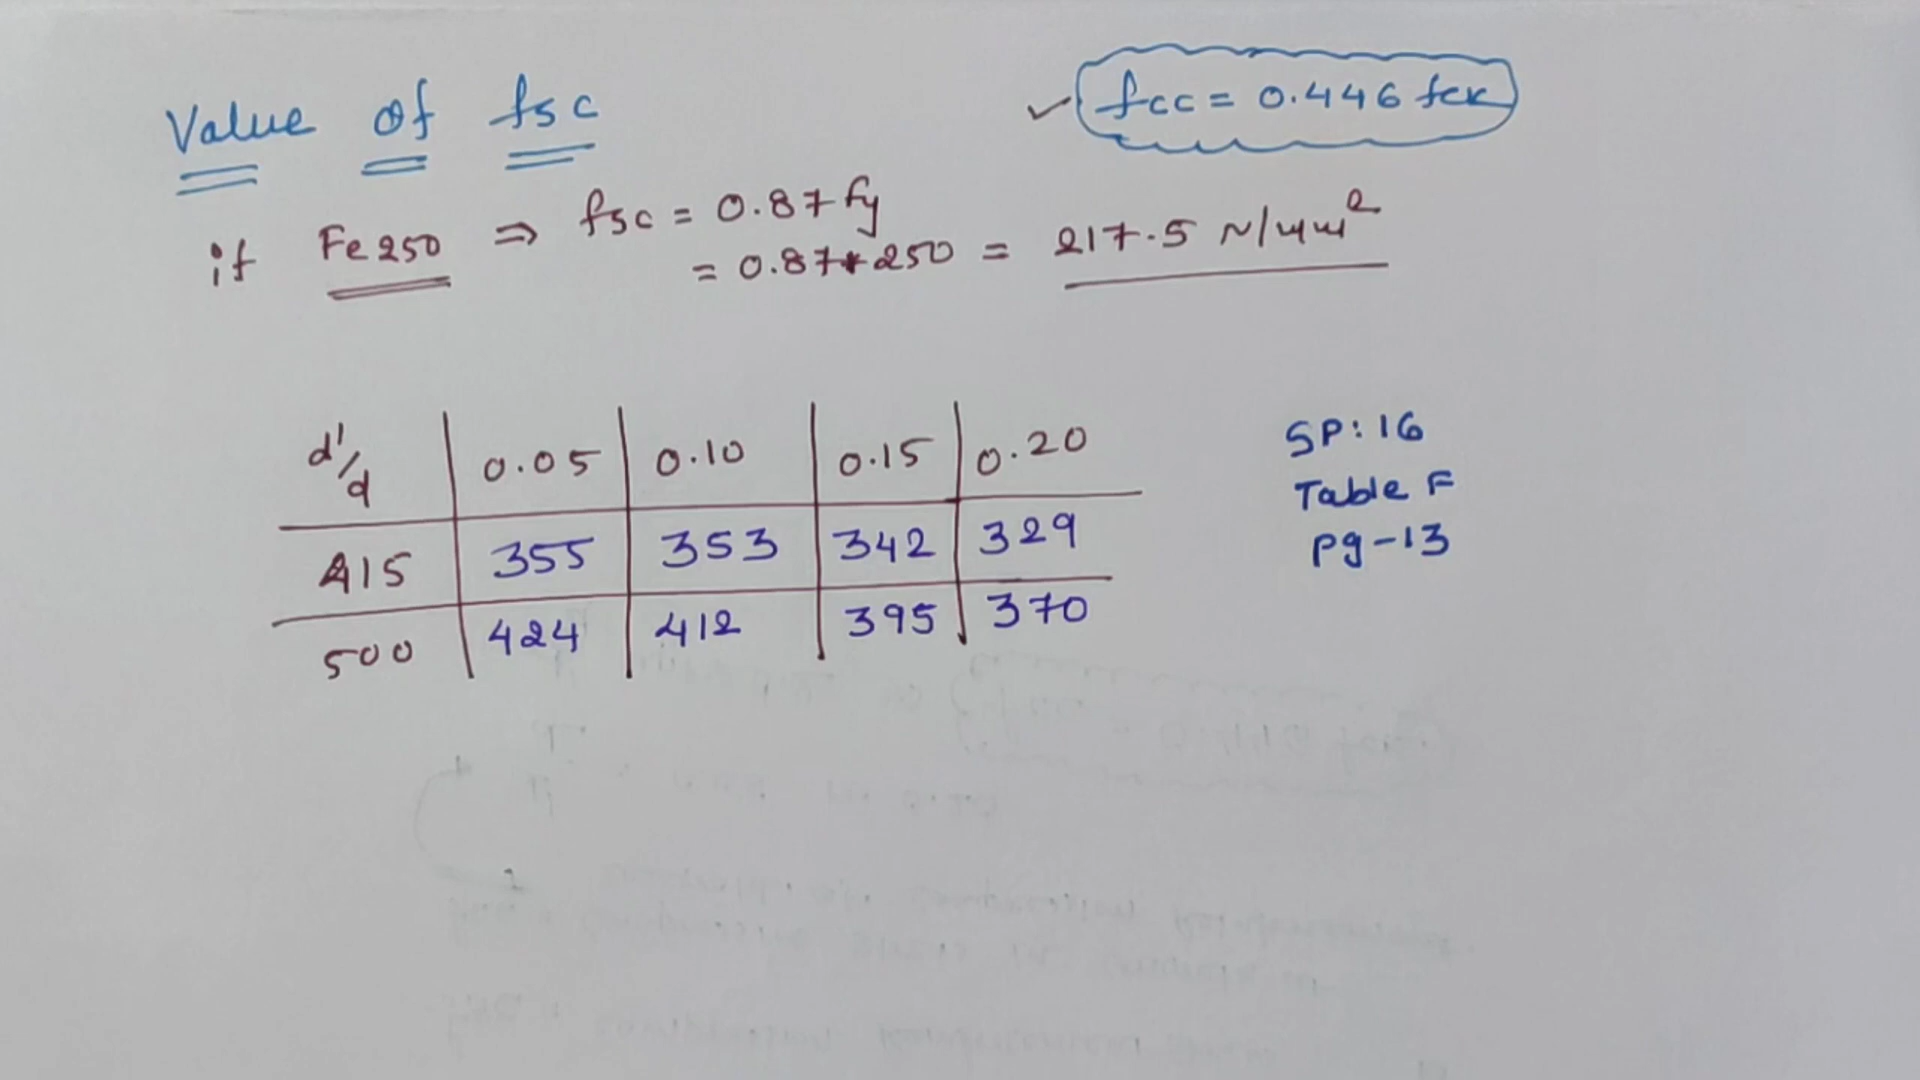 Value of fsc
✓ fcc = 0.446 fck
if Fe250 ⇒ fsc = 0.87 fy
= 0.87*250 = 217.5 N/mm²
d'/d 0.05 0.10 0.15 0.20
415 355 353 342 329
500 424 412 395 370
SP: 16
Table F
pg-13